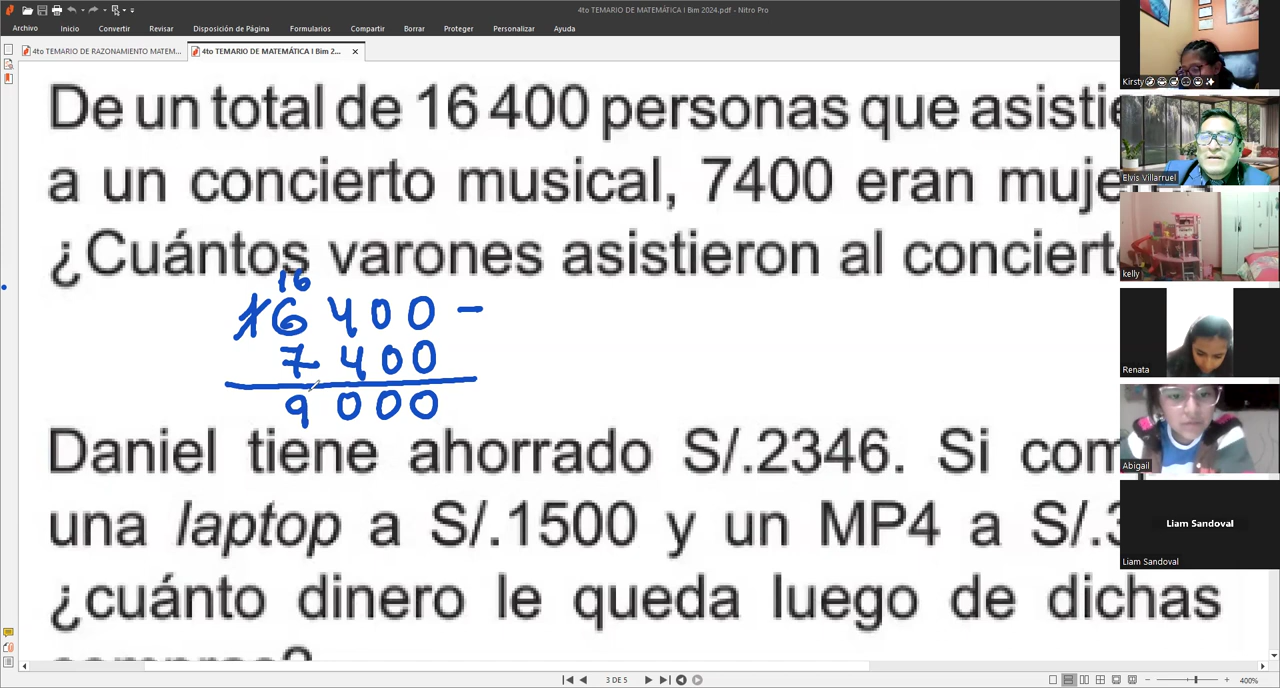 4to TEMARIO DE MATEMÁTICA I Bim 2024.pdf - Nitro Pro
Archivo Inicio Convertir Revisar Disposición de Página Formularios Compartir Borrar Proteger Personalizar Ayuda
4to TEMARIO DE RAZONAMIENTO MATEM... 4to TEMARIO DE MATEMÁTICA I Bim 2...
De un total de 16 400 personas que asistie
a un concierto musical, 7400 eran muje
¿Cuántos varones asistieron al conciert
16
16 400 -
7 400
9 000
Daniel tiene ahorrado S/.2346. Si com
una laptop a S/.1500 y un MP4 a S/.3
¿cuánto dinero le queda luego de dichas
Kirsty
Elvis Villarruel
kelly
Renata
Abigail
Liam Sandoval
Liam Sandoval
3 DE 5
400%